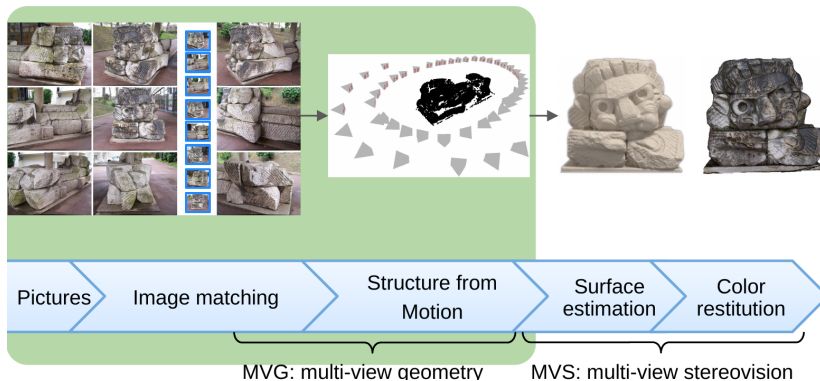 Pictures
Image matching
Structure from
Motion
Surface
estimation
Color
restitution
MVG: multi-view geometry
MVS: multi-view stereovision